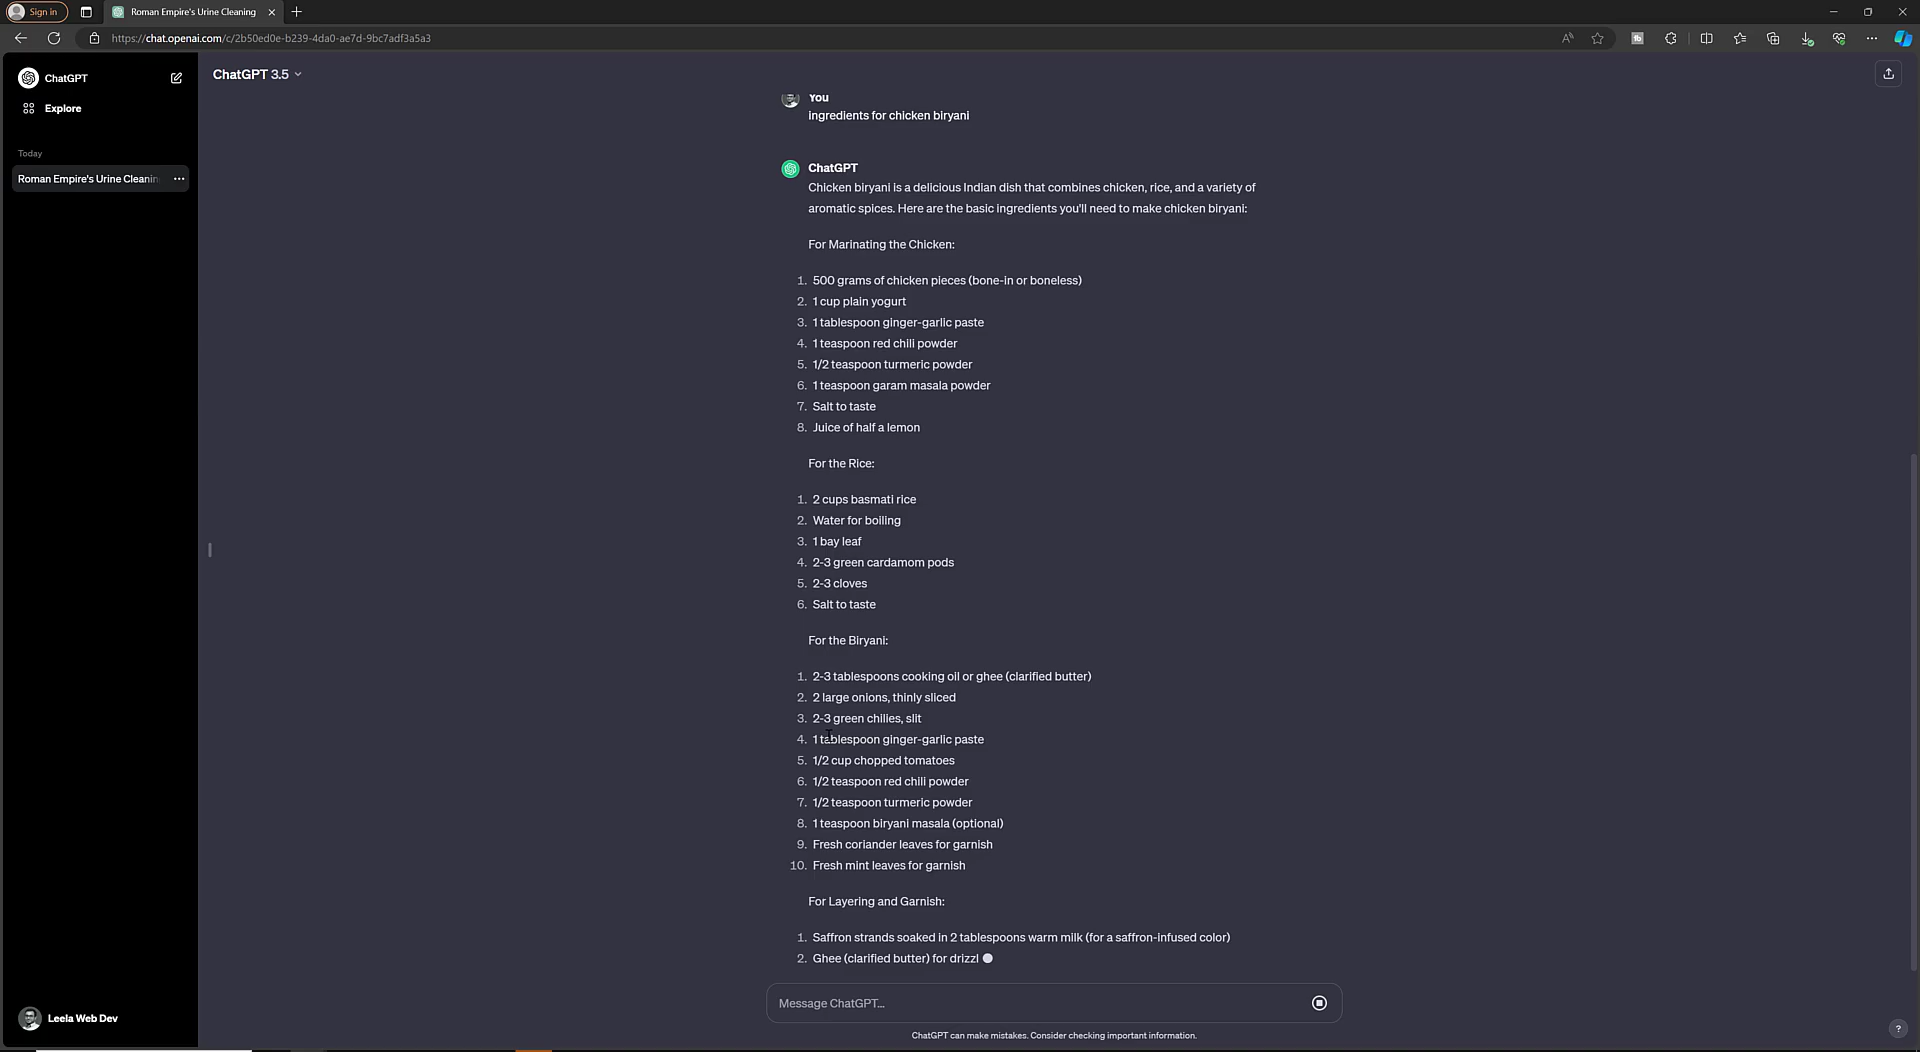 Sign in
Roman Empire's Urine Cleaning
https://chat.openai.com/c/2b50ed0e-b239-4da0-ae7d-9bc7adf3a5a3
ChatGPT
Explore
Today
Roman Empire's Urine Cleanin
Leela Web Dev
ChatGPT 3.5
You
ingredients for chicken biryani
ChatGPT
Chicken biryani is a delicious Indian dish that combines chicken, rice, and a variety of
aromatic spices. Here are the basic ingredients you'll need to make chicken biryani:
For Marinating the Chicken:
1. 500 grams of chicken pieces (bone-in or boneless)
2. 1 cup plain yogurt
3. 1 tablespoon ginger-garlic paste
4. 1 teaspoon red chili powder
5. 1/2 teaspoon turmeric powder
6. 1 teaspoon garam masala powder
7. Salt to taste
8. Juice of half a lemon
For the Rice:
1. 2 cups basmati rice
2. Water for boiling
3. 1 bay leaf
4. 2-3 green cardamom pods
5. 2-3 cloves
6. Salt to taste
For the Biryani:
1. 2-3 tablespoons cooking oil or ghee (clarified butter)
2. 2 large onions, thinly sliced
3. 2-3 green chilies, slit
4. 1 tablespoon ginger-garlic paste
5. 1/2 cup chopped tomatoes
6. 1/2 teaspoon red chili powder
7. 1/2 teaspoon turmeric powder
8. 1 teaspoon biryani masala (optional)
9. Fresh coriander leaves for garnish
10. Fresh mint leaves for garnish
For Layering and Garnish:
1. Saffron strands soaked in 2 tablespoons warm milk (for a saffron-infused color)
2. Ghee (clarified butter) for drizzl
Message ChatGPT...
ChatGPT can make mistakes. Consider checking important information.
?